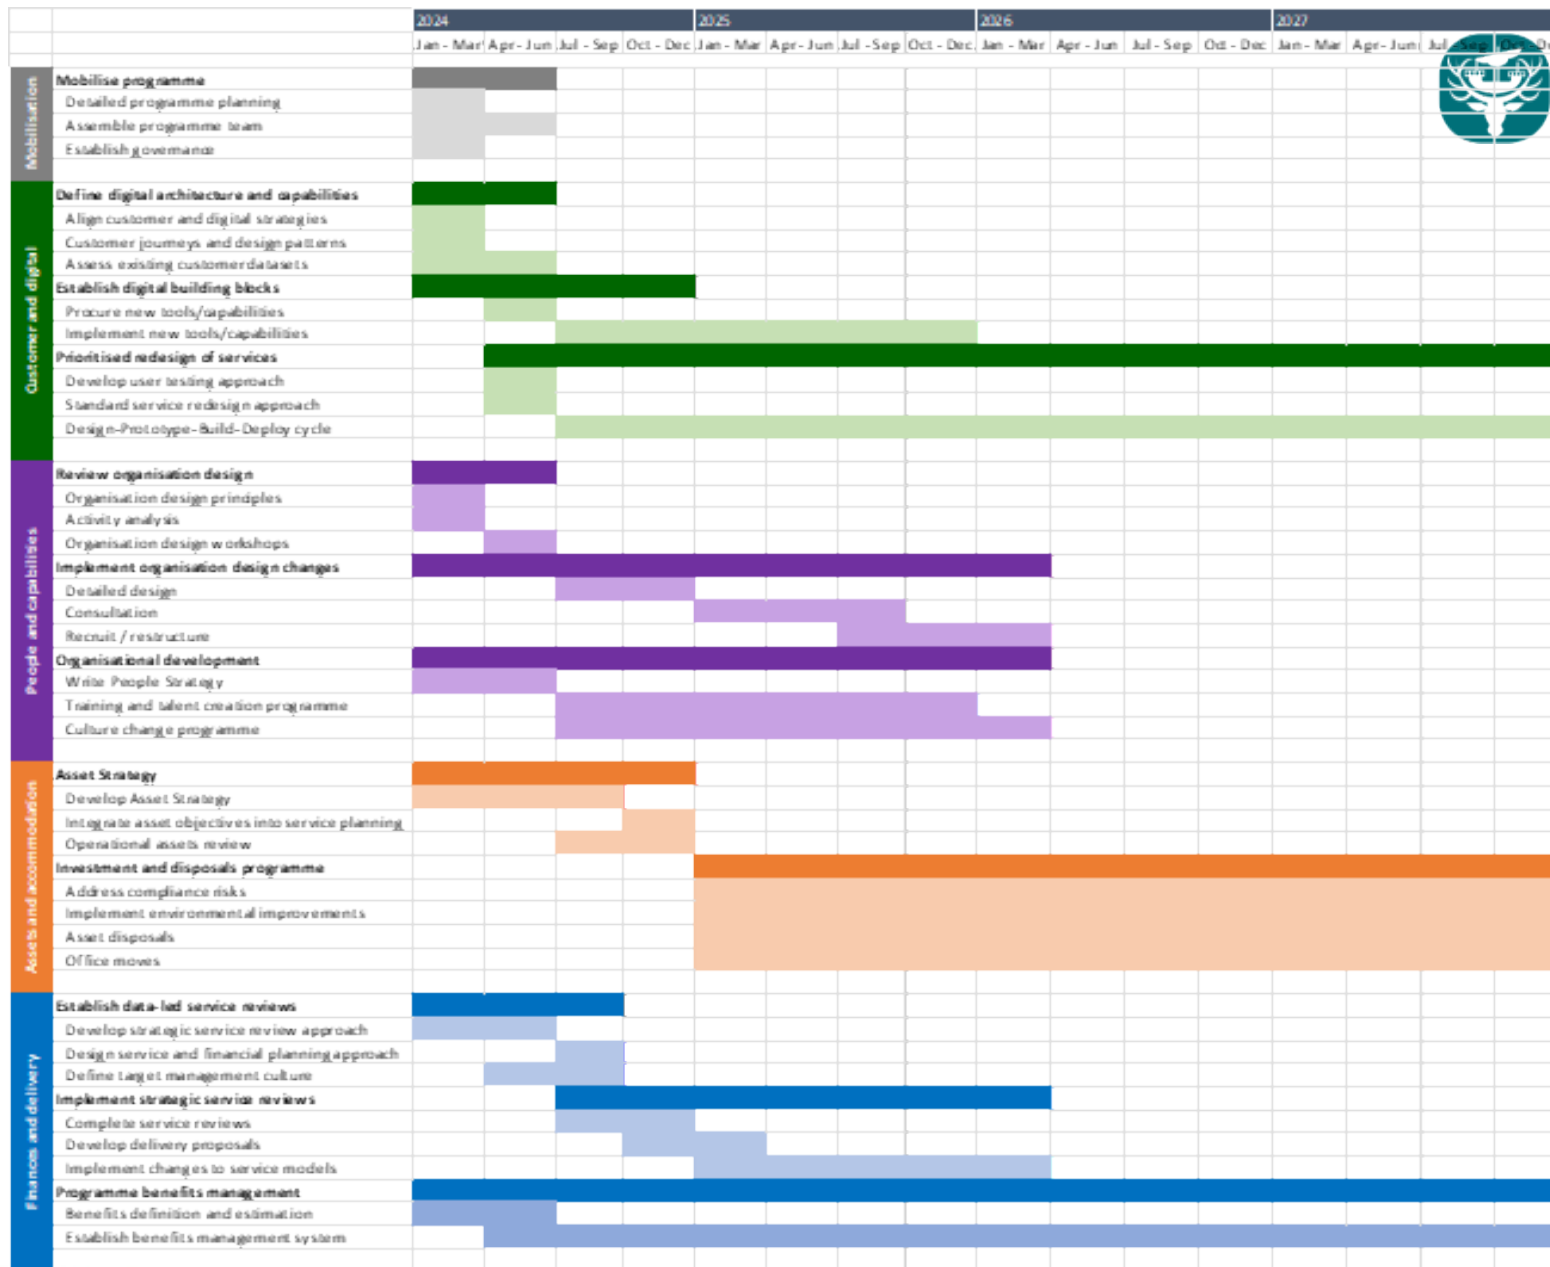 2024 2025 2026 2027
Jan - Mar Apr - Jun Jul - Sep Oct - Dec Jan - Mar Apr - Jun Jul - Sep Oct - Dec Jan - Mar Apr - Jun Jul - Sep Oct - Dec Jan - Mar Apr - Jun Jul - Sep Oct - D
Mobilisation
Mobilise programme
Detailed programme planning
Assemble programme team
Establish governance
Customer and digital
Define digital architecture and capabilities
Align customer and digital strategies
Customer journeys and design patterns
Assess existing customer datasets
Establish digital building blocks
Procure new tools/capabilities
Implement new tools/capabilities
Prioritised redesign of services
Develop user testing approach
Standard service redesign approach
Design-Prototype-Build-Deploy cycle
People and capabilities
Review organisation design
Organisation design principles
Activity analysis
Organisation design workshops
Implement organisation design changes
Detailed design
Consultation
Recruit / restructure
Organisational development
Write People Strategy
Training and talent creation programme
Culture change programme
Assets and accommodation
Asset Strategy
Develop Asset Strategy
Integrate asset objectives into service planning
Operational assets review
Investment and disposals programme
Address compliance risks
Implement environmental improvements
Asset disposals
Office moves
Finances and delivery
Establish data-led service reviews
Develop strategic service review approach
Design service and financial planning approach
Define target management culture
Implement strategic service reviews
Complete service reviews
Develop delivery proposals
Implement changes to service models
Programme benefits management
Benefits definition and estimation
Establish benefits management system